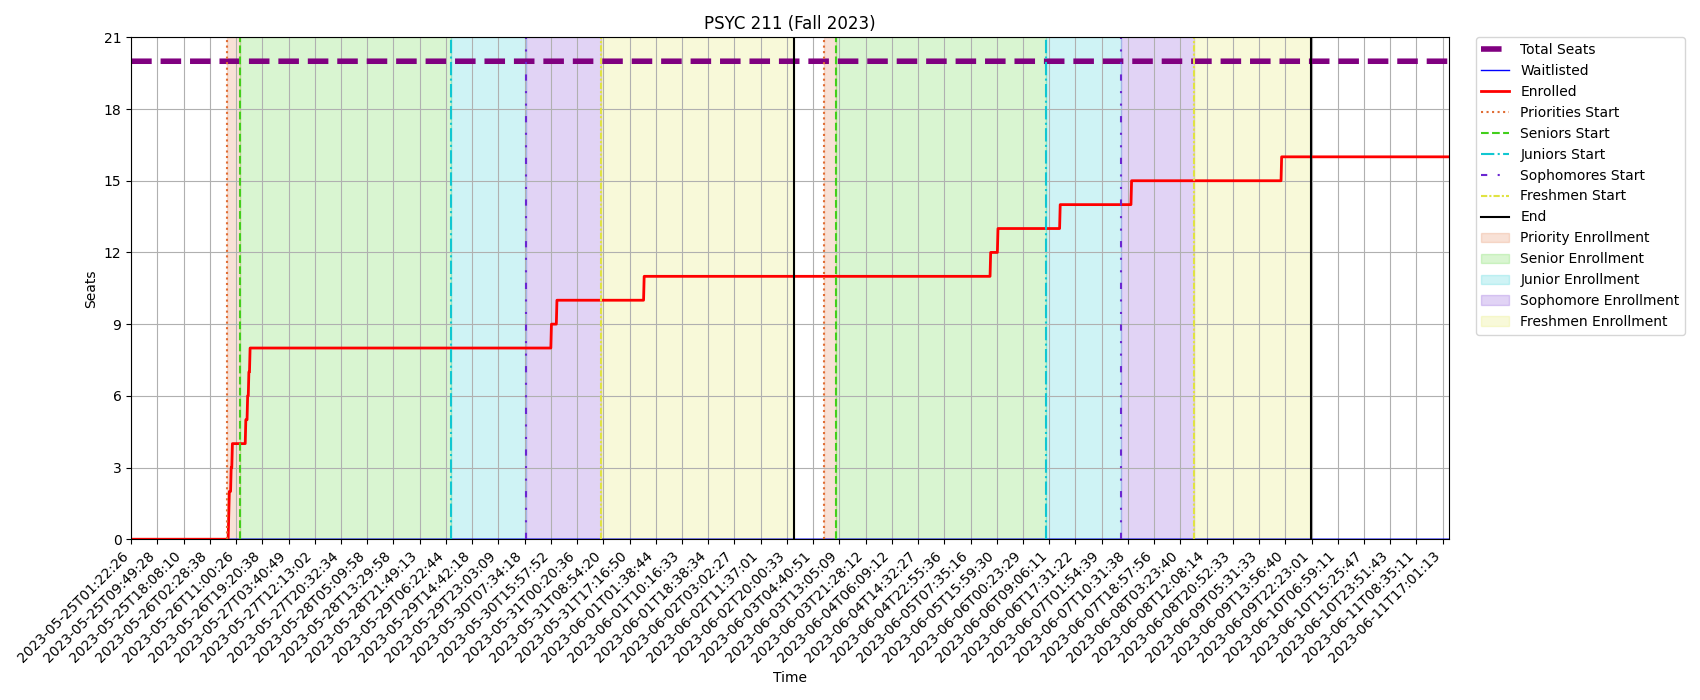 PSYC 211 (Fall 2023)
21
18
15
12
9
6
3
0
Seats
2023-05-25T01:22:26
2023-05-25T09:49:28
2023-05-25T18:08:10
2023-05-26T02:28:38
2023-05-26T11:00:26
2023-05-26T19:20:38
2023-05-27T03:40:49
2023-05-27T12:13:02
2023-05-27T20:32:34
2023-05-28T05:09:58
2023-05-28T13:29:58
2023-05-28T21:49:13
2023-05-29T06:22:44
2023-05-29T14:42:18
2023-05-29T23:03:09
2023-05-30T07:34:18
2023-05-30T15:57:52
2023-05-31T00:20:36
2023-05-31T08:54:20
2023-05-31T17:16:50
2023-06-01T01:38:44
2023-06-01T10:16:33
2023-06-01T18:38:34
2023-06-02T03:02:27
2023-06-02T11:37:01
2023-06-02T20:00:33
2023-06-03T04:40:51
2023-06-03T13:05:09
2023-06-03T21:28:12
2023-06-04T06:09:12
2023-06-04T14:32:27
2023-06-04T22:55:36
2023-06-05T07:35:16
2023-06-05T15:59:30
2023-06-06T00:23:29
2023-06-06T09:06:11
2023-06-06T17:31:22
2023-06-07T01:54:39
2023-06-07T10:31:38
2023-06-07T18:57:56
2023-06-08T03:23:40
2023-06-08T12:08:14
2023-06-08T20:52:33
2023-06-09T05:31:33
2023-06-09T13:56:40
2023-06-09T22:23:01
2023-06-10T06:59:11
2023-06-10T15:25:47
2023-06-10T23:51:43
2023-06-11T08:35:11
2023-06-11T17:01:13
Time
Total Seats
Waitlisted
Enrolled
Priorities Start
Seniors Start
Juniors Start
Sophomores Start
Freshmen Start
End
Priority Enrollment
Senior Enrollment
Junior Enrollment
Sophomore Enrollment
Freshmen Enrollment